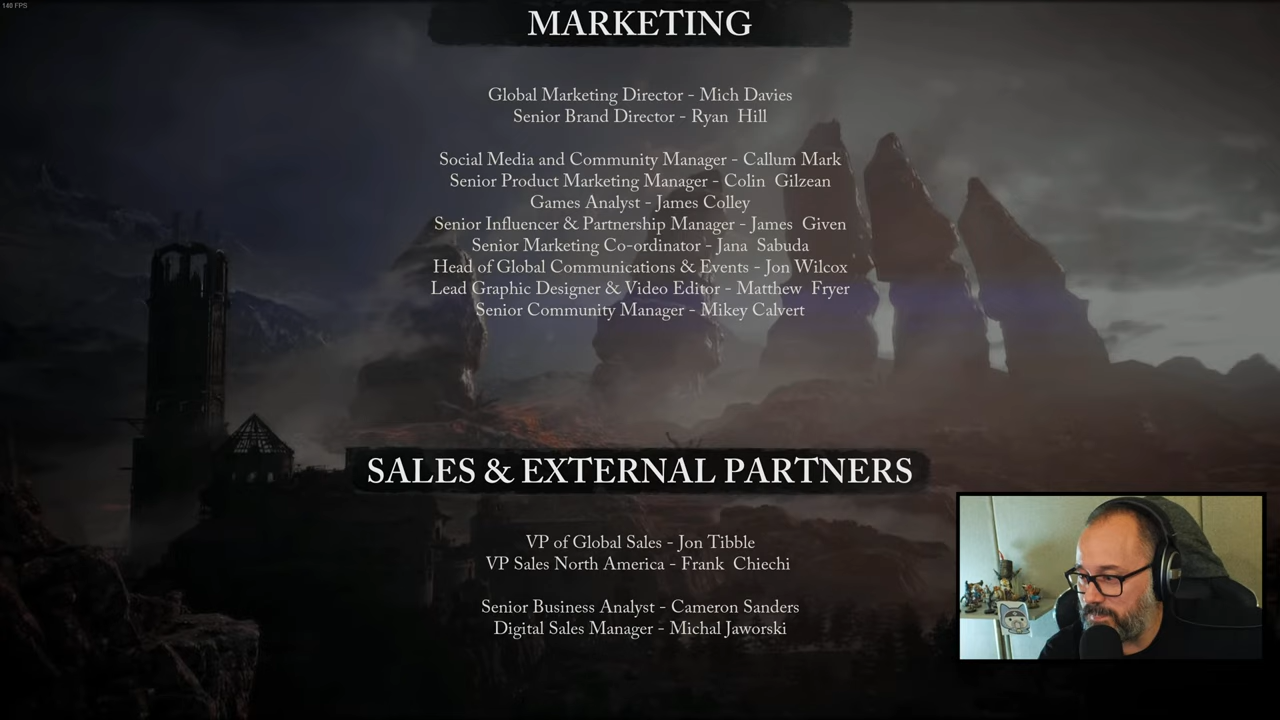 140 FPS
MARKETING
Global Marketing Director - Mich Davies
Senior Brand Director - Ryan  Hill
Social Media and Community Manager - Callum Mark
Senior Product Marketing Manager - Colin  Gilzean
Games Analyst - James Colley
Senior Influencer & Partnership Manager - James  Given
Senior Marketing Co-ordinator - Jana  Sabuda
Head of Global Communications & Events - Jon Wilcox
Lead Graphic Designer & Video Editor - Matthew  Fryer
Senior Community Manager - Mikey Calvert
SALES & EXTERNAL PARTNERS
VP of Global Sales - Jon Tibble
VP Sales North America - Frank  Chiechi
Senior Business Analyst - Cameron Sanders
Digital Sales Manager - Michal Jaworski